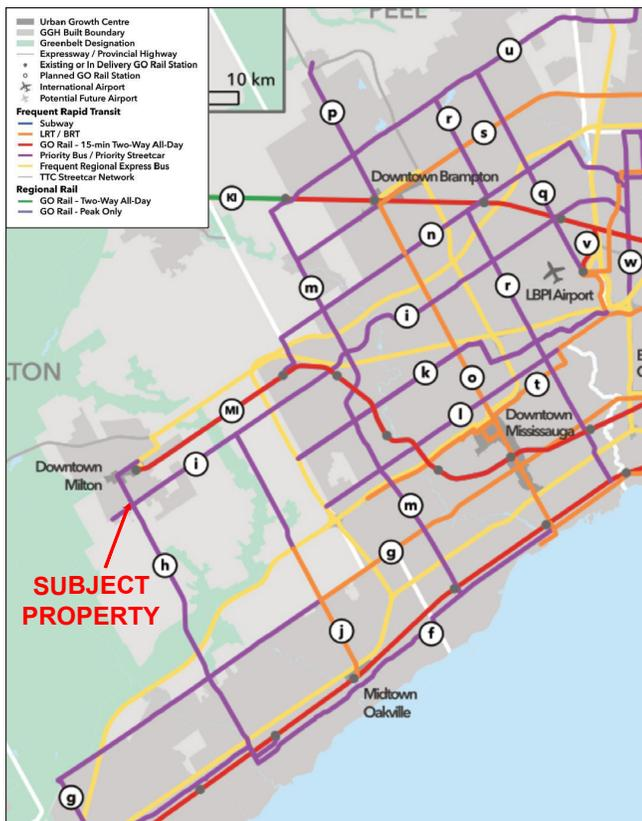 PEEL
Urban Growth Centre
GGH Built Boundary
Greenbelt Designation
Expressway / Provincial Highway
Existing or In Delivery GO Rail Station
Planned GO Rail Station
International Airport
Potential Future Airport
Frequent Rapid Transit
Subway
LRT / BRT
GO Rail – 15-min Two-Way All-Day
Priority Bus / Priority Streetcar
Frequent Regional Express Bus
TTC Streetcar Network
Regional Rail
GO Rail – Two-Way All-Day
GO Rail - Peak Only
10 km
u
p
r
s
Downtown Brampton
KI
q
n
v
w
m
r
LBPI Airport
i
LTON
k
o
t
MI
l
Downtown
Mississauga
i
Downtown
Milton
m
h
g
SUBJECT
PROPERTY
j
f
Midtown
Oakville
g